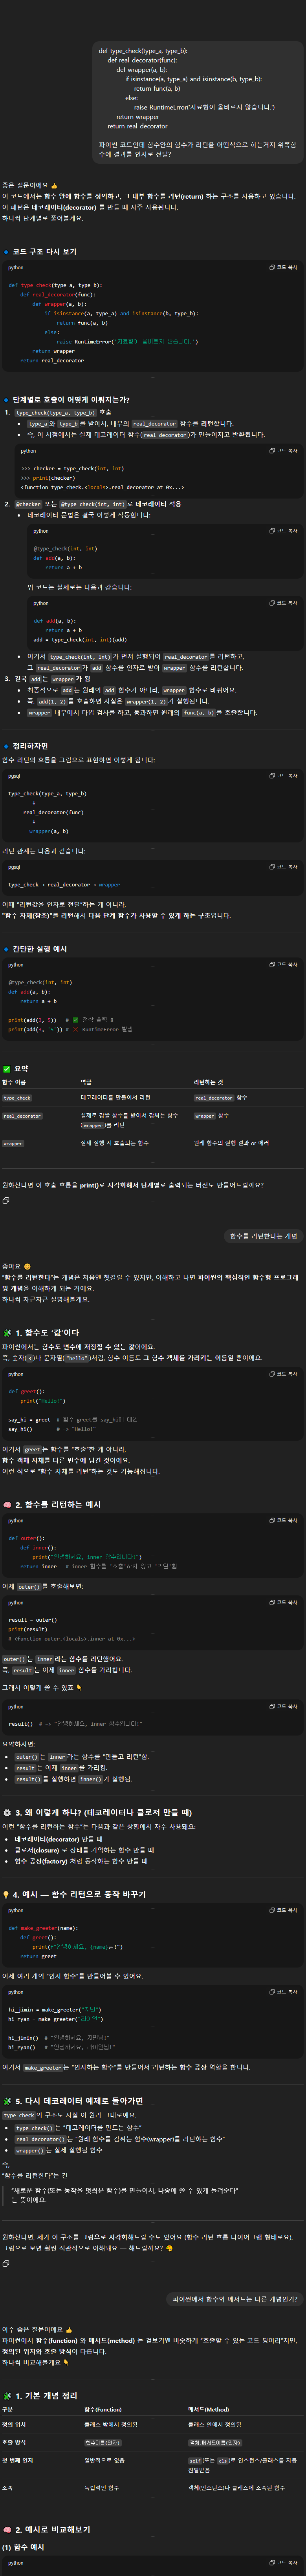 def type_check(type_a, type_b):
def real_decorator(func):
def wrapper(a, b):
if isinstance(a, type_a) and isinstance(b, type_b):
return func(a, b)
else:
raise RuntimeError('자료형이 올바르지 않습니다.')
return wrapper
return real_decorator
파이썬 코드인데 함수안의 함수가 리턴을 어떤식으로 하는거지 위쪽함
수에 결과를 인자로 전달?
좋은 질문이에요 👍
이 코드에서는 함수 안에 함수를 정의하고, 그 내부 함수를 리턴(return) 하는 구조를 사용하고 있습니다.
이 패턴은 데코레이터(decorator) 를 만들 때 자주 사용됩니다.
하나씩 단계별로 풀어볼게요.
🔹 코드 구조 다시 보기
python
코드 복사
def type_check(type_a, type_b):
def real_decorator(func):
def wrapper(a, b):
if isinstance(a, type_a) and isinstance(b, type_b):
return func(a, b)
else:
raise RuntimeError('자료형이 올바르지 않습니다.')
return wrapper
return real_decorator
🔹 단계별로 호출이 어떻게 이뤄지는가?
1. type_check(type_a, type_b) 호출
• type_a 와 type_b 를 받아서, 내부의 real_decorator 함수를 리턴합니다.
• 즉, 이 시점에서는 실제 데코레이터 함수( real_decorator )가 만들어지고 반환됩니다.
python
코드 복사
>>> checker = type_check(int, int)
>>> print(checker)
<function type_check.<locals>.real_decorator at 0x...>
2. @checker 또는 @type_check(int, int) 로 데코레이터 적용
• 데코레이터 문법은 결국 이렇게 작동합니다:
python
코드 복사
@type_check(int, int)
def add(a, b):
return a + b
위 코드는 실제로는 다음과 같습니다:
python
코드 복사
def add(a, b):
return a + b
add = type_check(int, int)(add)
• 여기서 type_check(int, int) 가 먼저 실행되어 real_decorator 를 리턴하고,
그 real_decorator 가 add 함수를 인자로 받아 wrapper 함수를 리턴합니다.
3. 결국 add 는 wrapper 가 됨
• 최종적으로 add 는 원래의 add 함수가 아니라, wrapper 함수로 바뀌어요.
• 즉, add(1, 2) 를 호출하면 사실은 wrapper(1, 2) 가 실행됩니다.
• wrapper 내부에서 타입 검사를 하고, 통과하면 원래의 func(a, b) 를 호출합니다.
🔹 정리하자면
함수 리턴의 흐름을 그림으로 표현하면 이렇게 됩니다:
pgsql
코드 복사
type_check(type_a, type_b)
↓
real_decorator(func)
↓
wrapper(a, b)
리턴 관계는 다음과 같습니다:
pgsql
코드 복사
type_check → real_decorator → wrapper
이때 "리턴값을 인자로 전달"하는 게 아니라,
"함수 자체(참조)"를 리턴해서 다음 단계 함수가 사용할 수 있게 하는 구조입니다.
🔹 간단한 실행 예시
python
코드 복사
@type_check(int, int)
def add(a, b):
return a + b
print(add(3, 5)) # ✅ 정상 출력 8
print(add(3, '5')) # ❌ RuntimeError 발생
✅ 요약
함수 이름 역할 리턴하는 것
type_check 데코레이터를 만들어서 리턴 real_decorator 함수
real_decorator 실제로 감쌀 함수를 받아서 감싸는 함수
( wrapper )를 리턴 wrapper 함수
wrapper 실제 실행 시 호출되는 함수 원래 함수의 실행 결과 or 에러
원하신다면 이 호출 흐름을 print()로 시각화해서 단계별로 출력되는 버전도 만들어드릴까요?
함수를 리턴한다는 개념
좋아요 😄
"함수를 리턴한다"는 개념은 처음엔 헷갈릴 수 있지만, 이해하고 나면 파이썬의 핵심적인 함수형 프로그래
밍 개념을 이해하게 되는 거예요.
하나씩 차근차근 설명해볼게요.
🧩 1. 함수도 '값'이다
파이썬에서는 함수도 변수에 저장할 수 있는 값이에요.
즉, 숫자( 3 )나 문자열( "hello" )처럼, 함수 이름도 그 함수 객체를 가리키는 이름일 뿐이에요.
python
코드 복사
def greet():
print("Hello!")
say_hi = greet # 함수 greet를 say_hi에 대입
say_hi() # => "Hello!"
여기서 greet 는 함수를 "호출"한 게 아니라,
함수 객체 자체를 다른 변수에 넘긴 것이에요.
이런 식으로 "함수 자체를 리턴"하는 것도 가능해집니다.
🧠 2. 함수를 리턴하는 예시
python
코드 복사
def outer():
def inner():
print("안녕하세요, inner 함수입니다!")
return inner # inner 함수를 '호출'하지 않고 '리턴'함
이제 outer() 를 호출해보면:
python
코드 복사
result = outer()
print(result)
# <function outer.<locals>.inner at 0x...>
outer() 는 inner 라는 함수를 리턴했어요.
즉, result 는 이제 inner 함수를 가리킵니다.
그래서 이렇게 쓸 수 있죠 👇
python
코드 복사
result() # => "안녕하세요, inner 함수입니다!"
요약하자면:
• outer() 는 inner 라는 함수를 "만들고 리턴"함.
• result 는 이제 inner 를 가리킴.
• result() 를 실행하면 inner() 가 실행됨.
⚙️ 3. 왜 이렇게 하나? (데코레이터나 클로저 만들 때)
이런 "함수를 리턴하는 함수"는 다음과 같은 상황에서 자주 사용돼요:
• 데코레이터(decorator) 만들 때
• 클로저(closure) 로 상태를 기억하는 함수 만들 때
• 함수 공장(factory) 처럼 동작하는 함수 만들 때
💡 4. 예시 — 함수 리턴으로 동작 바꾸기
python
코드 복사
def make_greeter(name):
def greet():
print(f"안녕하세요, {name}님!")
return greet
이제 여러 개의 "인사 함수"를 만들어볼 수 있어요.
python
코드 복사
hi_jimin = make_greeter("지민")
hi_ryan = make_greeter("라이언")
hi_jimin() # "안녕하세요, 지민님!"
hi_ryan() # "안녕하세요, 라이언님!"
여기서 make_greeter 는 "인사하는 함수"를 만들어서 리턴하는 함수 공장 역할을 합니다.
🧩 5. 다시 데코레이터 예제로 돌아가면
type_check 의 구조도 사실 이 원리 그대로예요.
• type_check() 는 "데코레이터를 만드는 함수"
• real_decorator() 는 "원래 함수를 감싸는 함수(wrapper)를 리턴하는 함수"
• wrapper() 는 실제 실행될 함수
즉,
"함수를 리턴한다"는 건
"새로운 함수(또는 동작을 덧씌운 함수)를 만들어서, 나중에 쓸 수 있게 돌려준다"
는 뜻이에요.
원하신다면, 제가 이 구조를 그림으로 시각화해드릴 수도 있어요 (함수 리턴 흐름 다이어그램 형태로요).
그림으로 보면 훨씬 직관적으로 이해돼요 — 해드릴까요? 🎨
파이썬에서 함수와 메서드는 다른 개념인가?
아주 좋은 질문이에요 👍
파이썬에서 함수(function) 와 메서드(method) 는 겉보기엔 비슷하게 "호출할 수 있는 코드 덩어리"지만,
정의된 위치와 호출 방식이 다릅니다.
하나씩 비교해볼게요 👇
🧩 1. 기본 개념 정리
구분 함수(Function) 메서드(Method)
정의 위치 클래스 밖에서 정의됨 클래스 안에서 정의됨
호출 방식 함수이름(인자) 객체.메서드이름(인자)
첫 번째 인자 일반적으로 없음 self (또는 cls )로 인스턴스/클래스를 자동
전달받음
소속 독립적인 함수 객체(인스턴스)나 클래스에 소속된 함수
🧠 2. 예시로 비교해보기
(1) 함수 예시
python
코드 복사